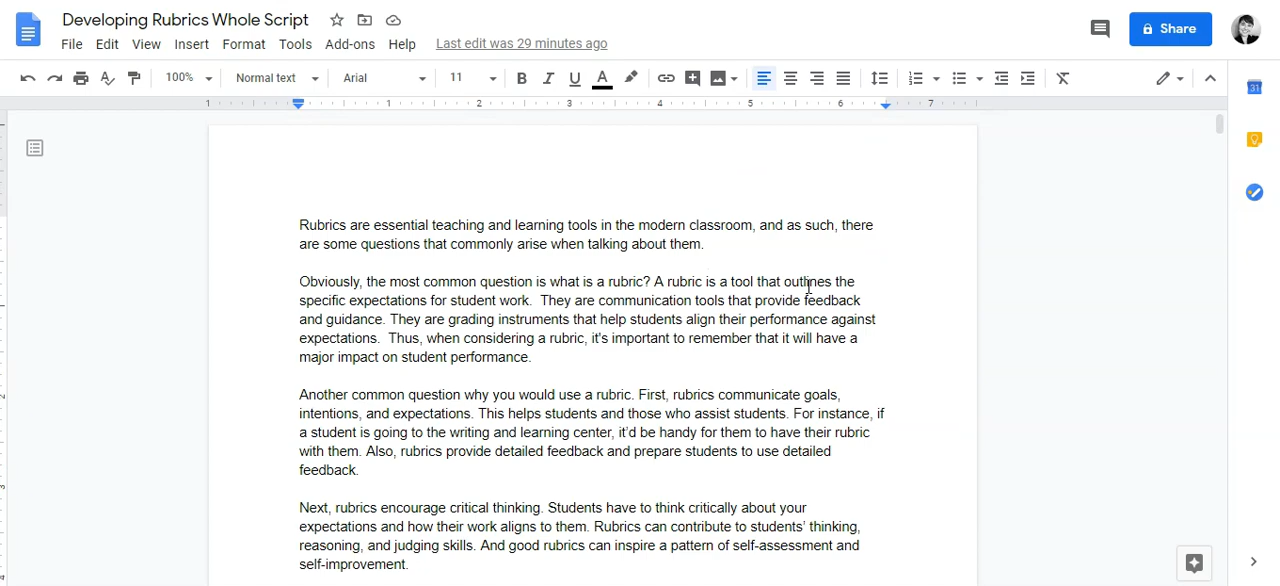 Developing Rubrics Whole Script
File Edit View Insert Format Tools Add-ons Help Last edit was 29 minutes ago
Share
100% Normal text Arial 11 B I U A
1 1 2 3 4 5 6 7
31
Rubrics are essential teaching and learning tools in the modern classroom, and as such, there
are some questions that commonly arise when talking about them.
Obviously, the most common question is what is a rubric? A rubric is a tool that outlines the
specific expectations for student work.  They are communication tools that provide feedback
and guidance. They are grading instruments that help students align their performance against
expectations.  Thus, when considering a rubric, it's important to remember that it will have a
major impact on student performance.
Another common question why you would use a rubric. First, rubrics communicate goals,
intentions, and expectations. This helps students and those who assist students. For instance, if
a student is going to the writing and learning center, it’d be handy for them to have their rubric
with them. Also, rubrics provide detailed feedback and prepare students to use detailed
feedback.
Next, rubrics encourage critical thinking. Students have to think critically about your
expectations and how their work aligns to them. Rubrics can contribute to students’ thinking,
reasoning, and judging skills. And good rubrics can inspire a pattern of self-assessment and
self-improvement.